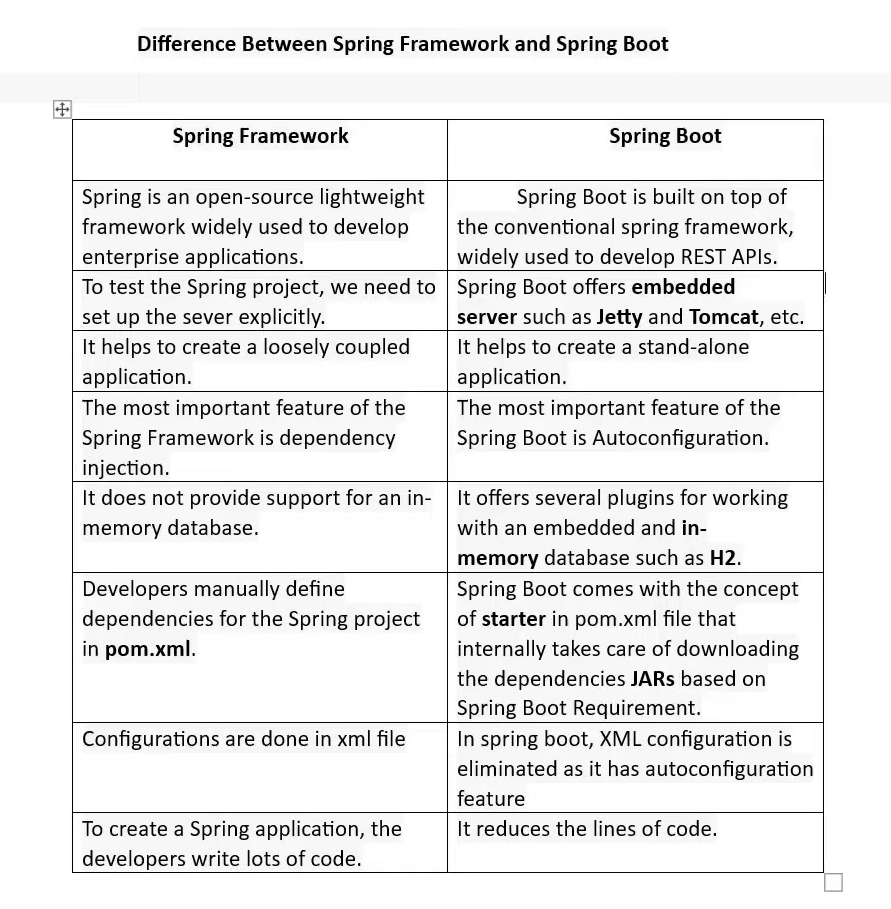 Difference Between Spring Framework and Spring Boot
Spring Framework
Spring Boot
Spring is an open-source lightweight
framework widely used to develop
enterprise applications.
Spring Boot is built on top of
the conventional spring framework,
widely used to develop REST APIs.
To test the Spring project, we need to
set up the sever explicitly.
Spring Boot offers embedded
server such as Jetty and Tomcat, etc.
It helps to create a loosely coupled
application.
It helps to create a stand-alone
application.
The most important feature of the
Spring Framework is dependency
injection.
The most important feature of the
Spring Boot is Autoconfiguration.
It does not provide support for an in-
memory database.
It offers several plugins for working
with an embedded and in-
memory database such as H2.
Developers manually define
dependencies for the Spring project
in pom.xml.
Spring Boot comes with the concept
of starter in pom.xml file that
internally takes care of downloading
the dependencies JARs based on
Spring Boot Requirement.
Configurations are done in xml file
In spring boot, XML configuration is
eliminated as it has autoconfiguration
feature
To create a Spring application, the
developers write lots of code.
It reduces the lines of code.